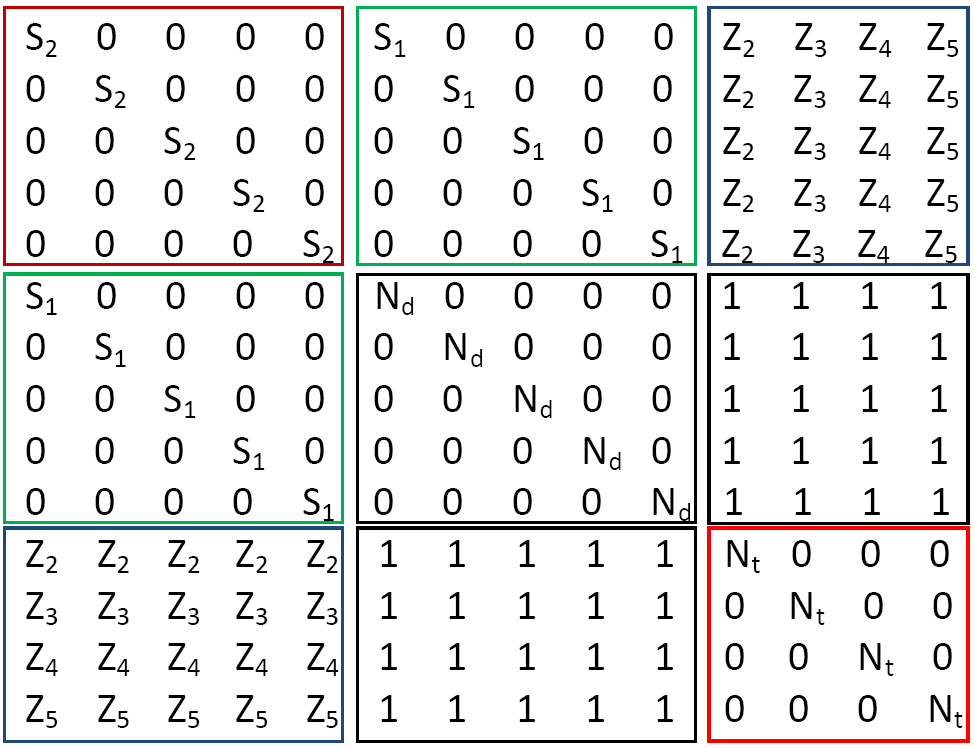 S₂ 0 0 0 0 S₁ 0 0 0 0 Z₂ Z₃ Z₄ Z₅
0 S₂ 0 0 0 0 S₁ 0 0 0 Z₂ Z₃ Z₄ Z₅
0 0 S₂ 0 0 0 0 S₁ 0 0 Z₂ Z₃ Z₄ Z₅
0 0 0 S₂ 0 0 0 0 S₁ 0 Z₂ Z₃ Z₄ Z₅
0 0 0 0 S₂ 0 0 0 0 S₁ Z₂ Z₃ Z₄ Z₅
S₁ 0 0 0 0 N_d 0 0 0 0 1 1 1 1
0 S₁ 0 0 0 0 N_d 0 0 0 1 1 1 1
0 0 S₁ 0 0 0 0 N_d 0 0 1 1 1 1
0 0 0 S₁ 0 0 0 0 N_d 0 1 1 1 1
0 0 0 0 S₁ 0 0 0 0 N_d 1 1 1 1
Z₂ Z₂ Z₂ Z₂ Z₂ 1 1 1 1 1 N_t 0 0 0
Z₃ Z₃ Z₃ Z₃ Z₃ 1 1 1 1 1 0 N_t 0 0
Z₄ Z₄ Z₄ Z₄ Z₄ 1 1 1 1 1 0 0 N_t 0
Z₅ Z₅ Z₅ Z₅ Z₅ 1 1 1 1 1 0 0 0 N_t